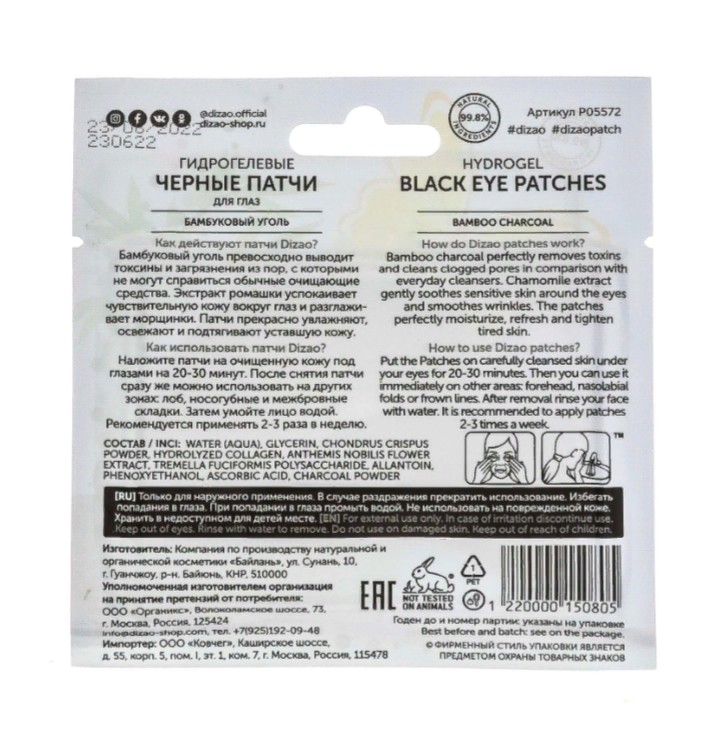 @dizao.official
dizao-shop.ru
23/06/2022
230622
NATURAL
99.8%
INGREDIENTS
Артикул P05572
#dizao #dizaopatch
ГИДРОГЕЛЕВЫЕ
ЧЕРНЫЕ ПАТЧИ
ДЛЯ ГЛАЗ
БАМБУКОВЫЙ УГОЛЬ
Как действуют патчи Dizao?
Бамбуковый уголь превосходно выводит
токсины и загрязнения из пор, с которыми
не могут справиться обычные очищающие
средства. Экстракт ромашки успокаивает
чувствительную кожу вокруг глаз и разглажи-
вает морщинки. Патчи прекрасно увлажняют,
освежают и подтягивают уставшую кожу.
Как использовать патчи Dizao?
Наложите патчи на очищенную кожу под
глазами на 20-30 минут. После снятия патчи
сразу же можно использовать на других
зонах: лоб, носогубные и межбровные
складки. Затем умойте лицо водой.
Рекомендуется применять 2-3 раза в неделю.
HYDROGEL
BLACK EYE PATCHES
BAMBOO CHARCOAL
How do Dizao patches work?
Bamboo charcoal perfectly removes toxins
and cleans clogged pores in comparison with
everyday cleansers. Chamomile extract
gently soothes sensitive skin around the eyes
and smoothes wrinkles. The patches
perfectly moisturize, refresh and tighten
tired skin.
How to use Dizao patches?
Put the Patches on carefully cleansed skin under
your eyes for 20-30 minutes. Then you can use it
immediately on other areas: forehead, nasolabial
folds or frown lines. After removal rinse your face
with water. It is recommended to apply patches
2-3 times a week.
СОСТАВ / INCI: WATER (AQUA), GLYCERIN, CHONDRUS CRISPUS
POWDER, HYDROLYZED COLLAGEN, ANTHEMIS NOBILIS FLOWER
EXTRACT, TREMELLA FUCIFORMIS POLYSACCHARIDE, ALLANTOIN,
PHENOXYETHANOL, ASCORBIC ACID, CHARCOAL POWDER
TM
[RU] Только для наружного применения. В случае раздражения прекратить использование. Избегать
попадания в глаза. При попадании в глаза промыть водой. Не использовать на поврежденной коже.
Хранить в недоступном для детей месте. [EN] For external use only. In case of irritation discontinue use.
Keep out of eyes. Rinse with water to remove. Do not use on damaged skin. Keep out of reach of children.
Изготовитель: Компания по производству натуральной и
органической косметики «Байлань», ул. Сунань, 10,
г. Гуанчжоу, р-н. Байюнь, КНР, 510000
Уполномоченная изготовителем организация
на принятие претензий от потребителя:
ООО «Органикс», Волоколамское шоссе, 73,
г. Москва, Россия, 125424
info@dizao-shop.com, тел. +7(925)192-09-48
Импортер: ООО «Ковчег», Каширское шоссе,
д. 55, корп. 5, пом. I, эт. 1, ком. 7, г. Москва, Россия, 115478
EAC
NOT TESTED
ON ANIMALS
1
PET
1 220000 150805
Годен до и номер партии: указаны на упаковке
Best before and batch: see on the package.
© ФИРМЕННЫЙ СТИЛЬ УПАКОВКИ ЯВЛЯЕТСЯ
ПРЕДМЕТОМ ОХРАНЫ ТОВАРНЫХ ЗНАКОВ